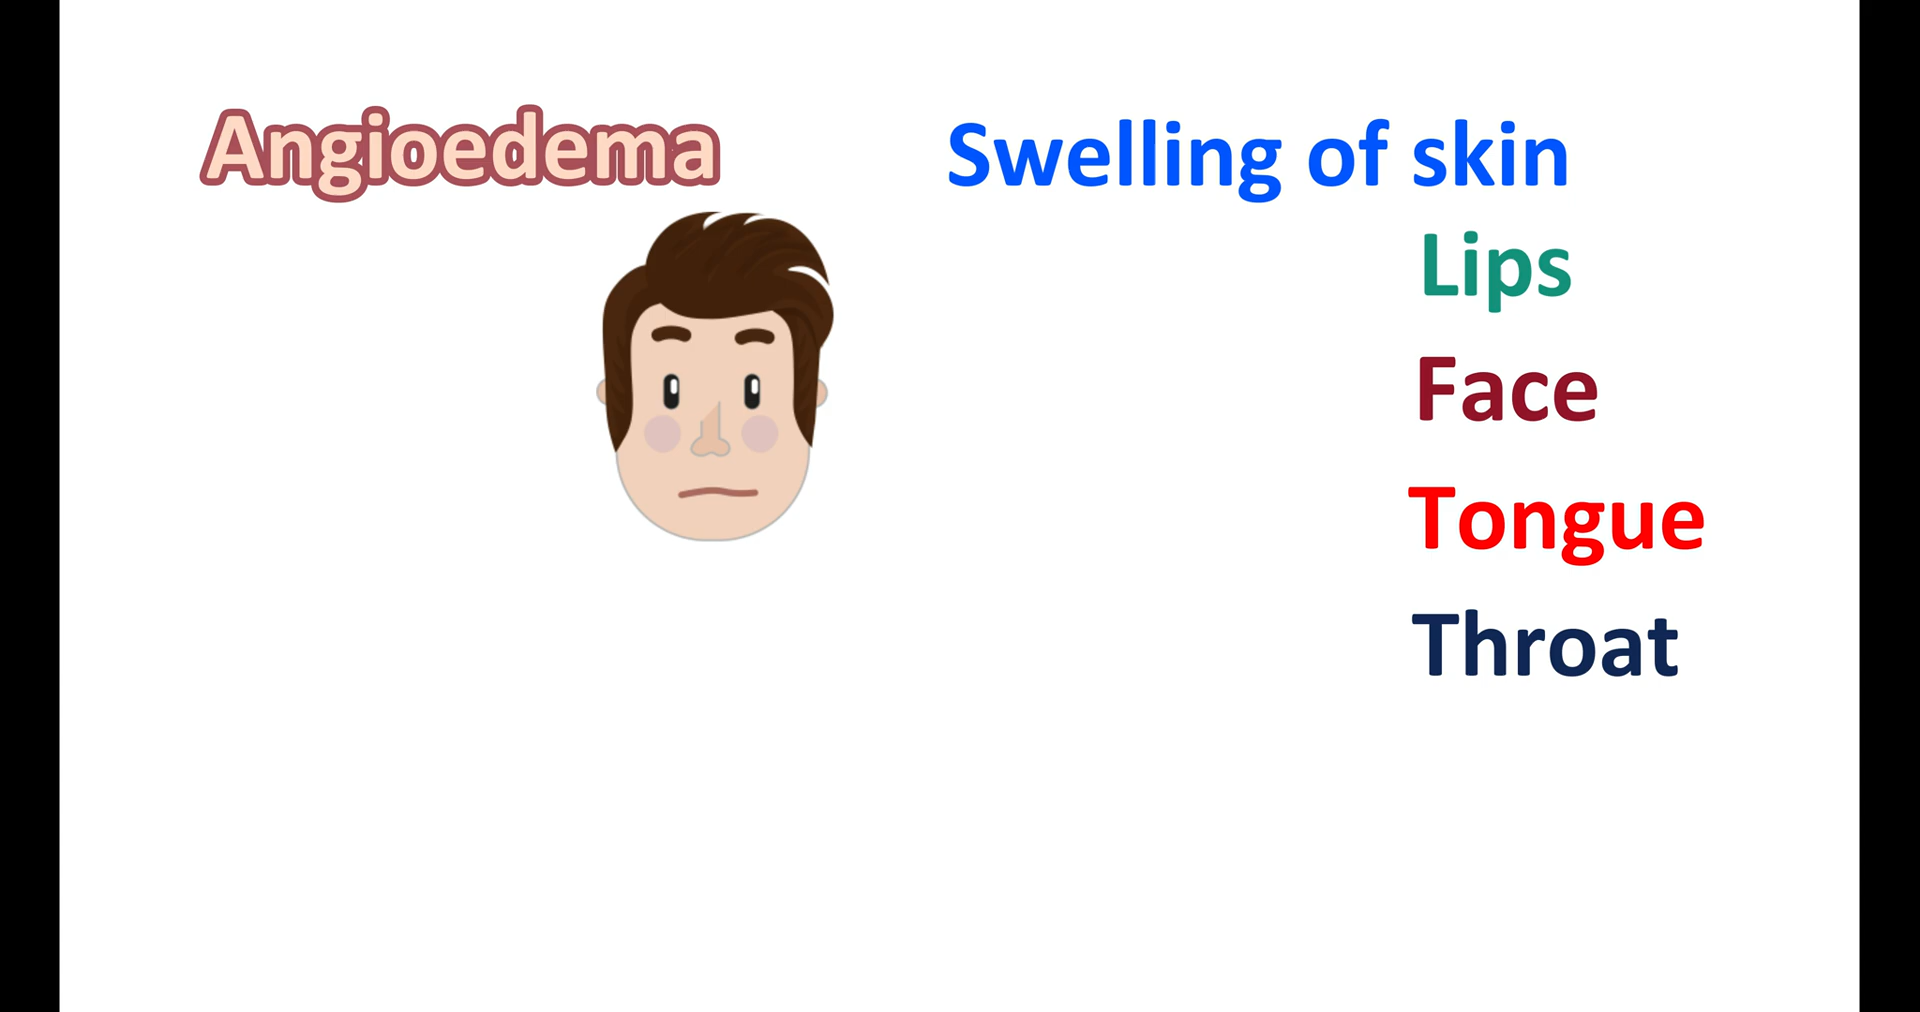 Angioedema
Swelling of skin
Lips
Face
Tongue
Throat